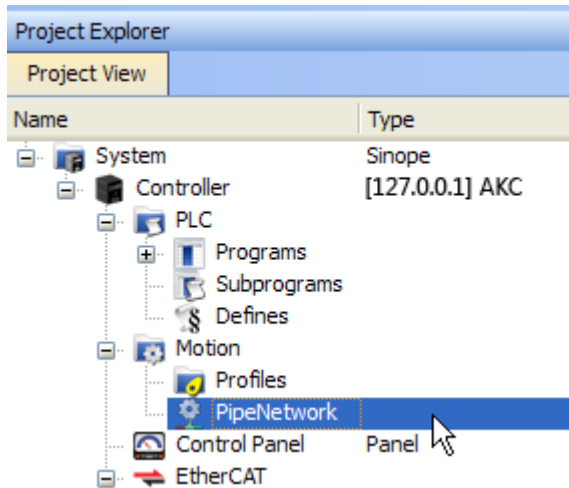 Project Explorer
Project View
Name Type
System Sinope
Controller [127.0.0.1] AKC
PLC
Programs
Subprograms
Defines
Motion
Profiles
PipeNetwork
Control Panel Panel
EtherCAT